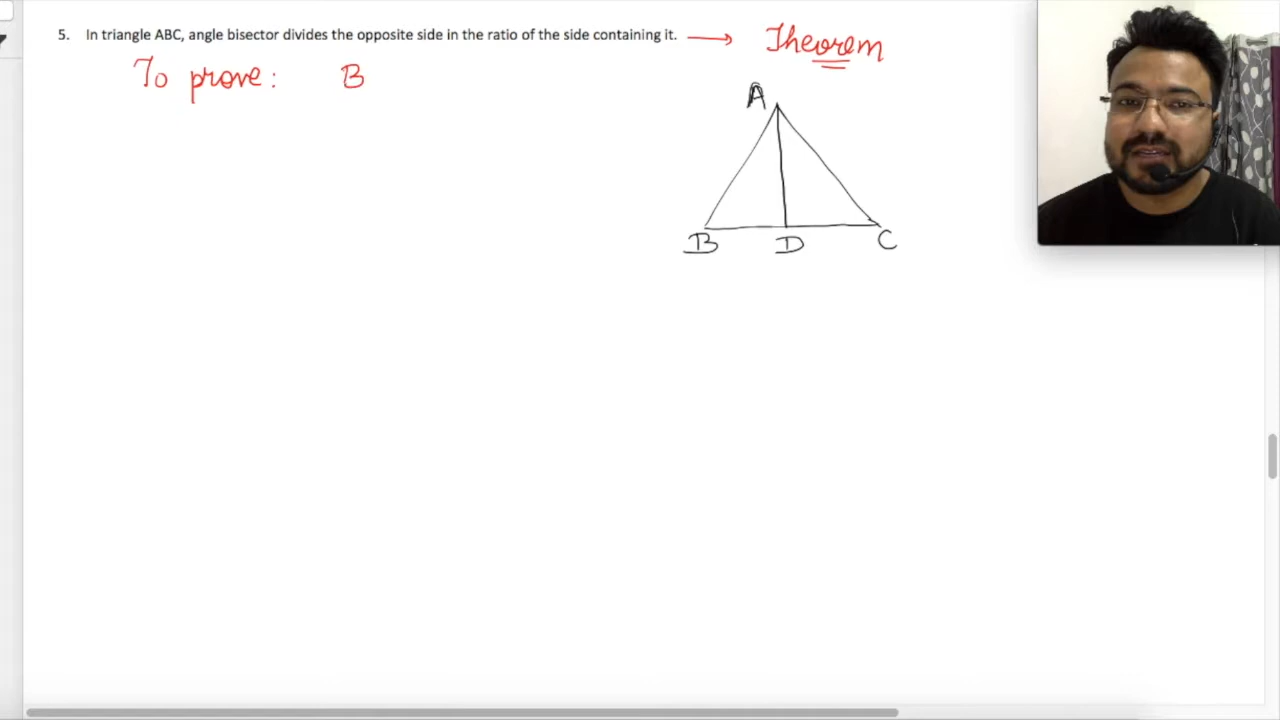 5. In triangle ABC, angle bisector divides the opposite side in the ratio of the side containing it. → Theorem
To prove: B
A
B D C